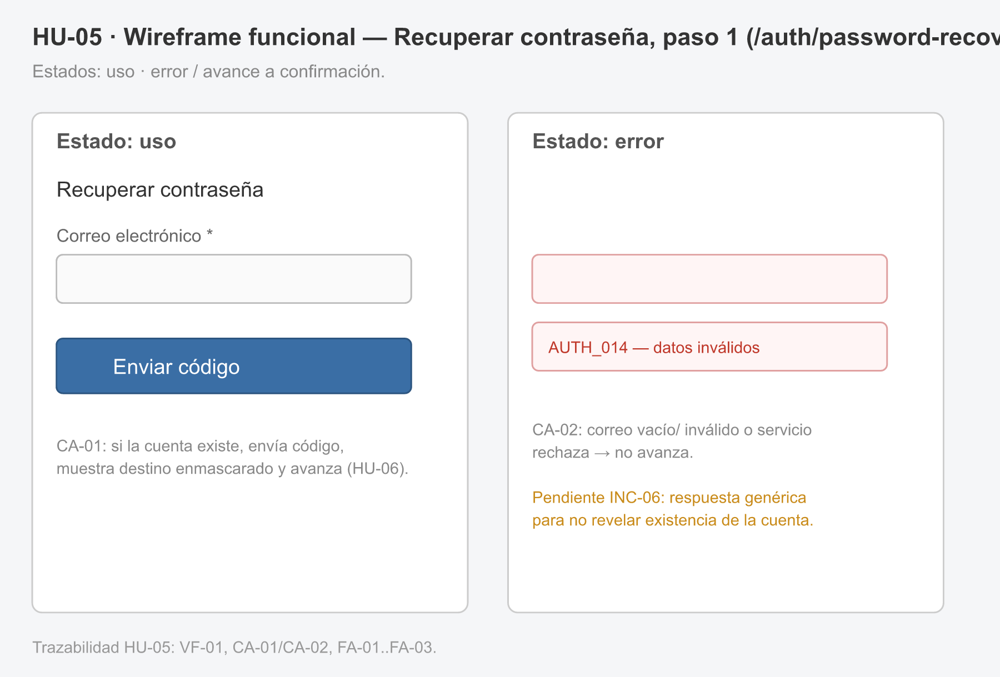 HU-05 · Wireframe funcional — Recuperar contraseña, paso 1 (/auth/password-recov
Estados: uso · error / avance a confirmación.
Estado: uso
Recuperar contraseña
Correo electrónico *
Enviar código
CA-01: si la cuenta existe, envía código,
muestra destino enmascarado y avanza (HU-06).
Estado: error
AUTH_014 — datos inválidos
CA-02: correo vacío/ inválido o servicio
rechaza → no avanza.
Pendiente INC-06: respuesta genérica
para no revelar existencia de la cuenta.
Trazabilidad HU-05: VF-01, CA-01/CA-02, FA-01..FA-03.